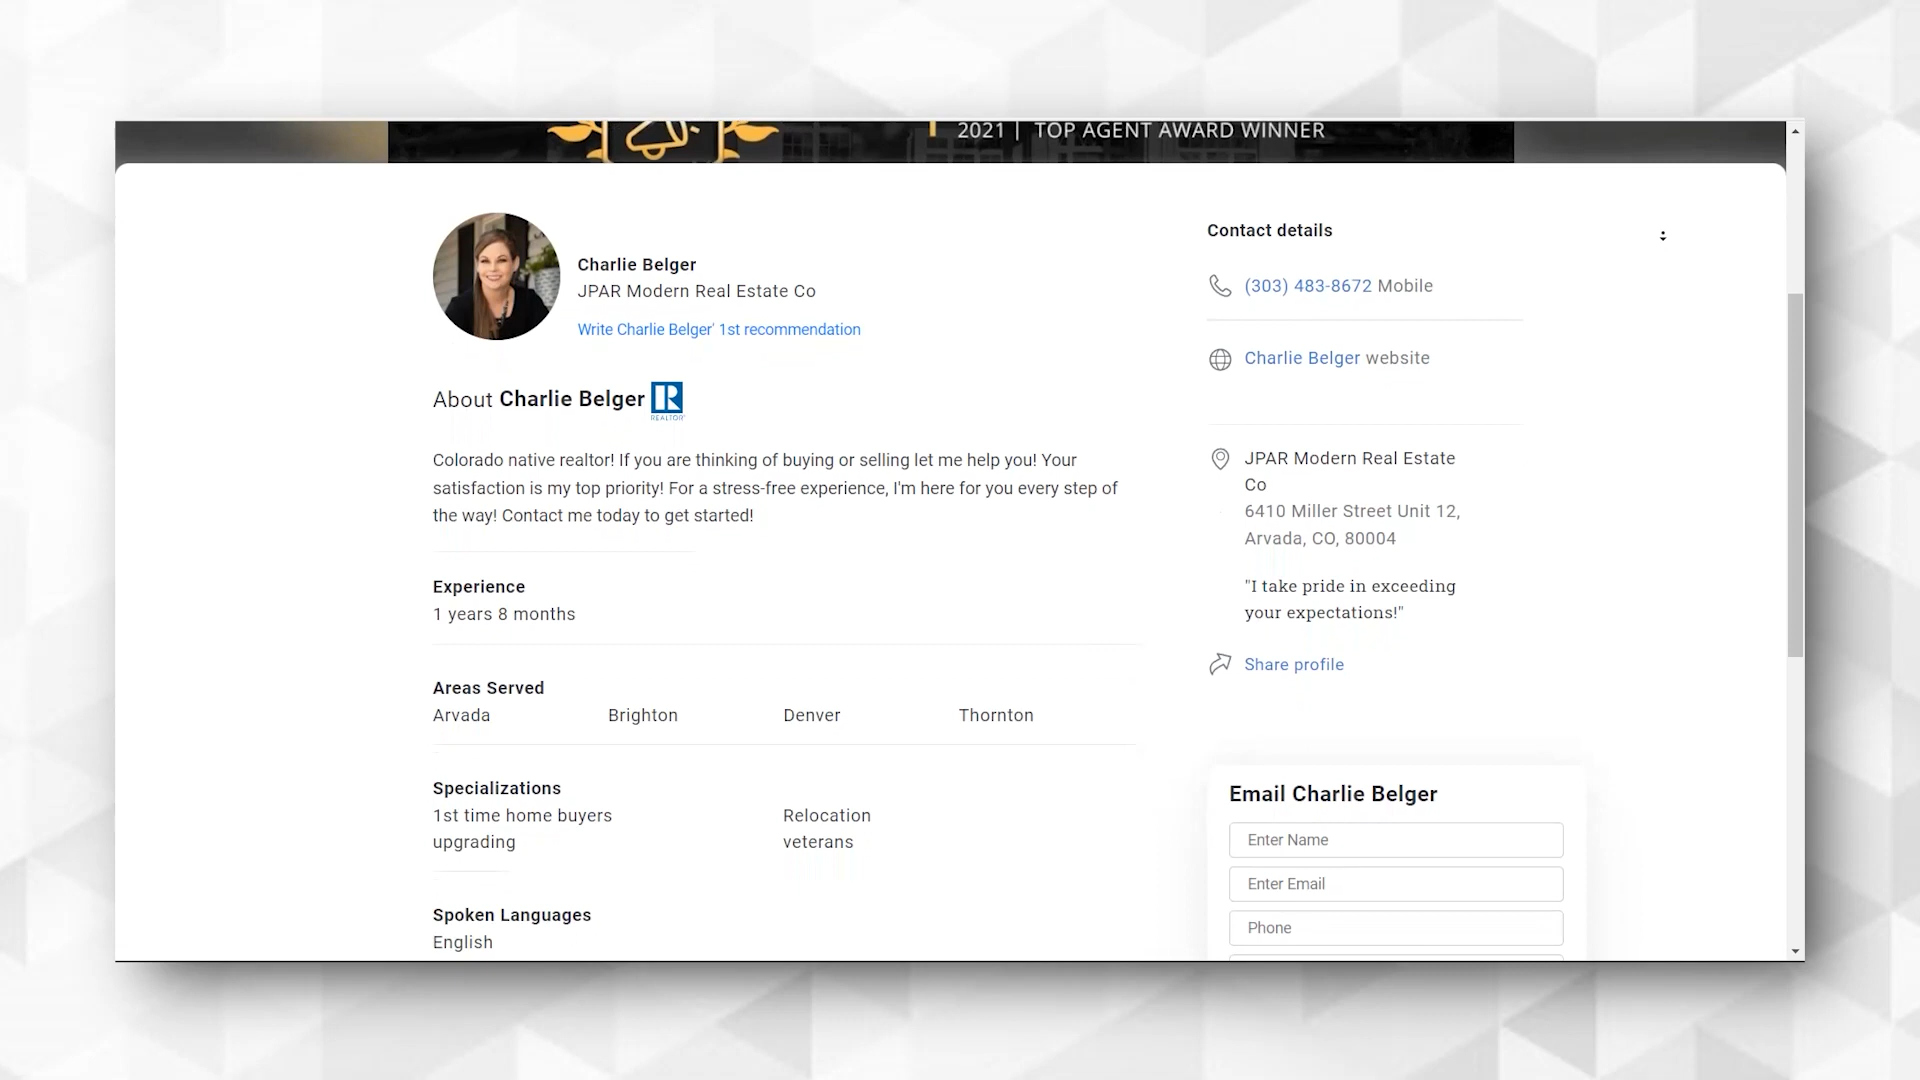 2021 | TOP AGENT AWARD WINNER
Charlie Belger
JPAR Modern Real Estate Co
Write Charlie Belger' 1st recommendation
About Charlie Belger
REALTOR
Colorado native realtor! If you are thinking of buying or selling let me help you! Your
satisfaction is my top priority! For a stress-free experience, I'm here for you every step of
the way! Contact me today to get started!
Experience
1 years 8 months
Areas Served
Arvada Brighton Denver Thornton
Specializations
1st time home buyers Relocation
upgrading veterans
Spoken Languages
English
Contact details
(303) 483-8672 Mobile
Charlie Belger website
JPAR Modern Real Estate
Co
6410 Miller Street Unit 12,
Arvada, CO, 80004
"I take pride in exceeding
your expectations!"
Share profile
Email Charlie Belger
Enter Name
Enter Email
Phone